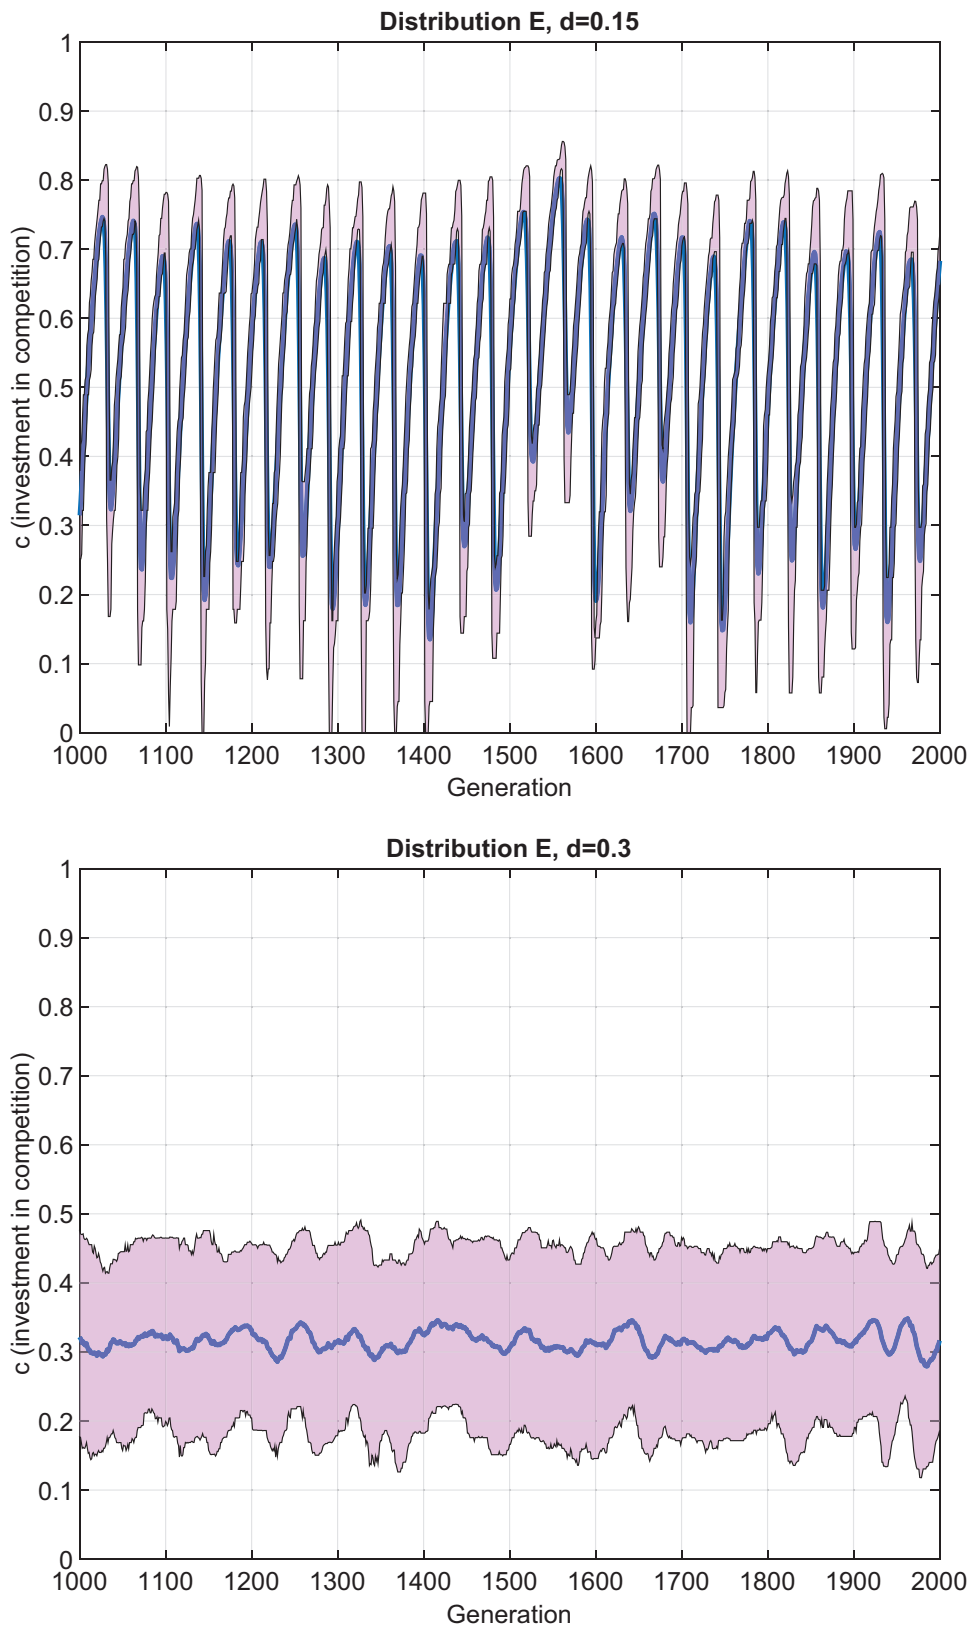 Distribution E, d=0.15
1
0.9
0.8
0.7
0.6
0.5
0.4
0.3
0.2
0.1
0
c (investment in competition)
1000 1100 1200 1300 1400 1500 1600 1700 1800 1900 2000
Generation
Distribution E, d=0.3
1
0.9
0.8
0.7
0.6
0.5
0.4
0.3
0.2
0.1
0
c (investment in competition)
1000 1100 1200 1300 1400 1500 1600 1700 1800 1900 2000
Generation